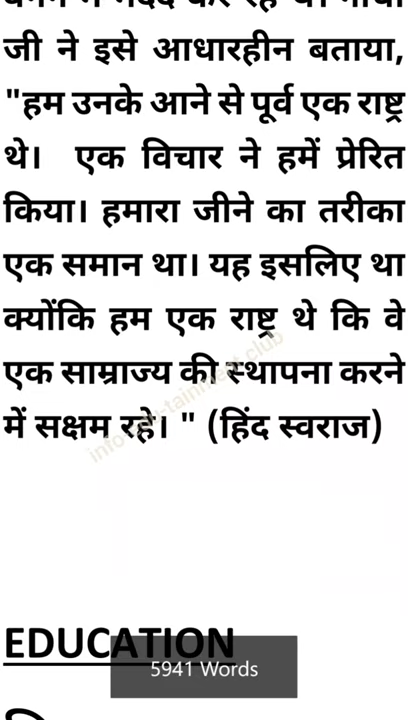 जी ने इसे आधारहीन बताया,
"हम उनके आने से पूर्व एक राष्ट्र
थे। एक विचार ने हमें प्रेरित
किया। हमारा जीने का तरीका
एक समान था। यह इसलिए था
क्योंकि हम एक राष्ट्र थे कि वे
एक साम्राज्य की स्थापना करने
में सक्षम रहे। " (हिंद स्वराज)
EDUCATION
5941 Words